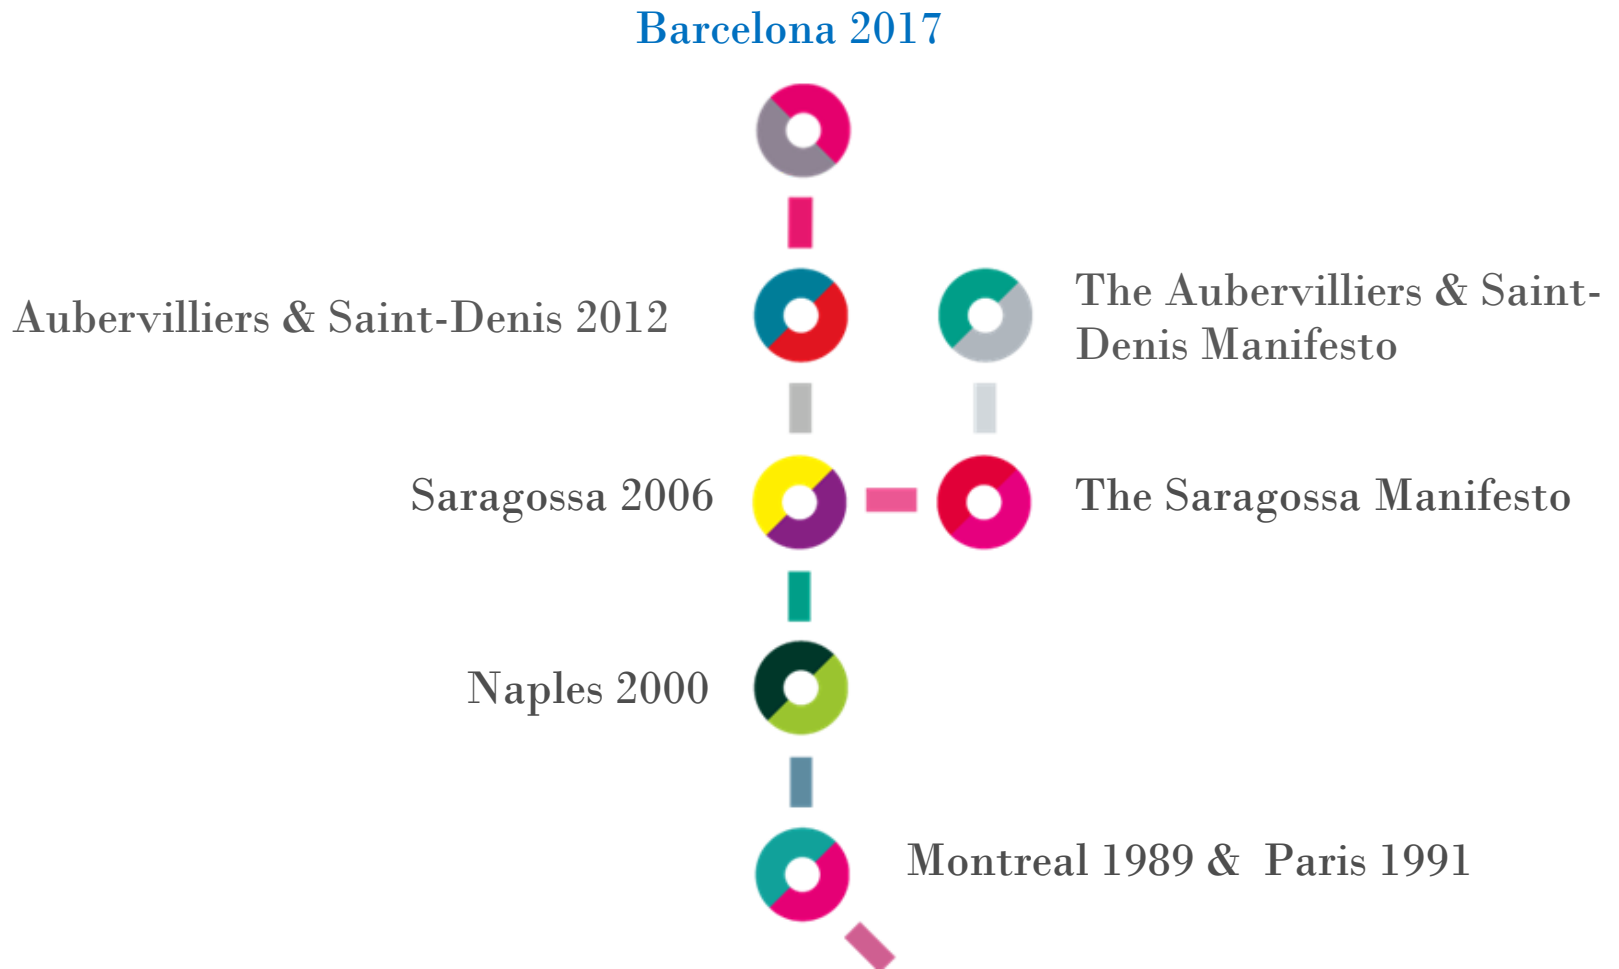 Barcelona 2017
Aubervilliers & Saint-Denis 2012
The Aubervilliers & Saint-
Denis Manifesto
Saragossa 2006
The Saragossa Manifesto
Naples 2000
Montreal 1989 & Paris 1991